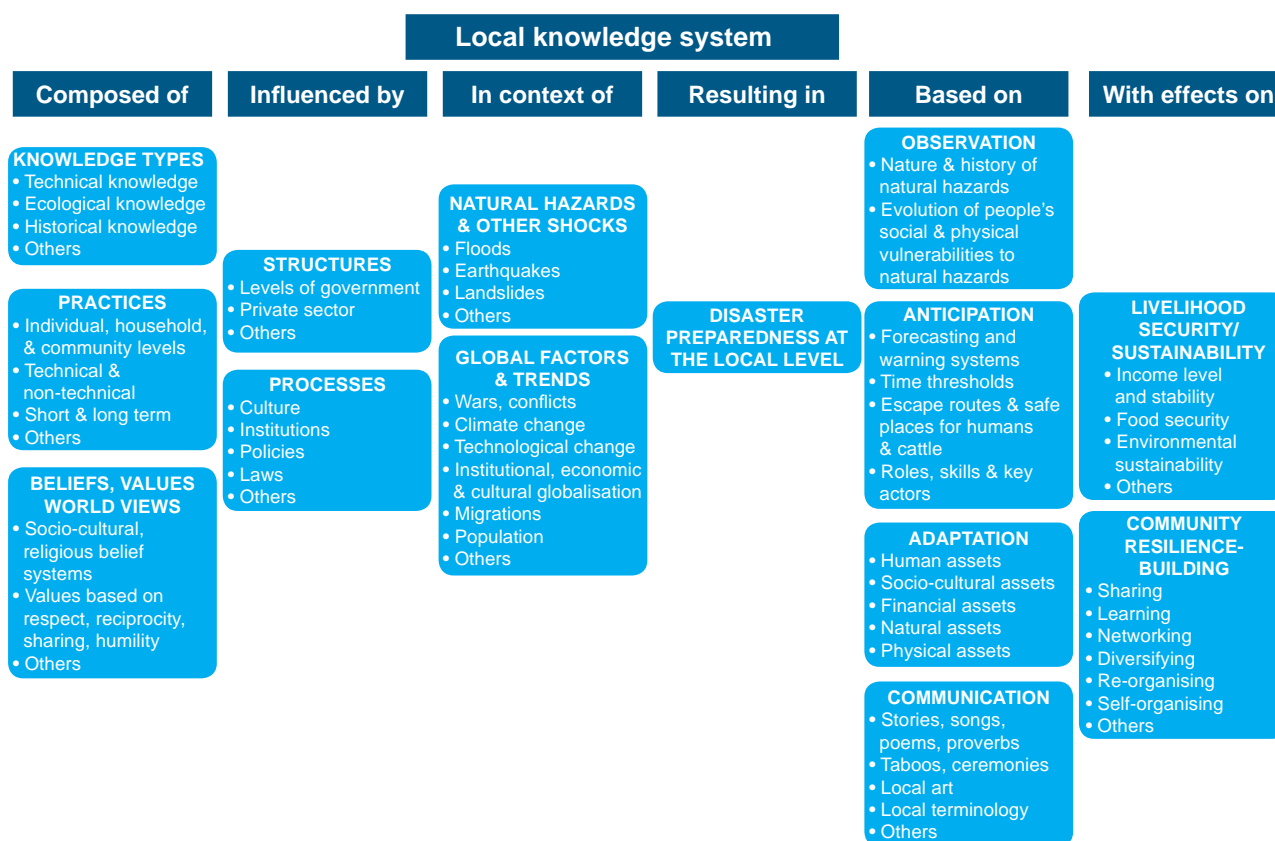 Local knowledge system
Composed of
Influenced by
In context of
Resulting in
Based on
With effects on
KNOWLEDGE TYPES
• Technical knowledge
• Ecological knowledge
• Historical knowledge
• Others
PRACTICES
• Individual, household,
& community levels
• Technical &
non-technical
• Short & long term
• Others
BELIEFS, VALUES
WORLD VIEWS
• Socio-cultural,
religious belief
systems
• Values based on
respect, reciprocity,
sharing, humility
• Others
STRUCTURES
• Levels of government
• Private sector
• Others
PROCESSES
• Culture
• Institutions
• Policies
• Laws
• Others
NATURAL HAZARDS
& OTHER SHOCKS
• Floods
• Earthquakes
• Landslides
• Others
GLOBAL FACTORS
& TRENDS
• Wars, conflicts
• Climate change
• Technological change
• Institutional, economic
& cultural globalisation
• Migrations
• Population
• Others
DISASTER
PREPAREDNESS AT
THE LOCAL LEVEL
OBSERVATION
• Nature & history of
natural hazards
• Evolution of people's
social & physical
vulnerabilities to
natural hazards
ANTICIPATION
• Forecasting and
warning systems
• Time thresholds
• Escape routes & safe
places for humans
& cattle
• Roles, skills & key
actors
ADAPTATION
• Human assets
• Socio-cultural assets
• Financial assets
• Natural assets
• Physical assets
COMMUNICATION
• Stories, songs,
poems, proverbs
• Taboos, ceremonies
• Local art
• Local terminology
• Others
LIVELIHOOD
SECURITY/
SUSTAINABILITY
• Income level
and stability
• Food security
• Environmental
sustainability
• Others
COMMUNITY
RESILIENCE-
BUILDING
• Sharing
• Learning
• Networking
• Diversifying
• Re-organising
• Self-organising
• Others